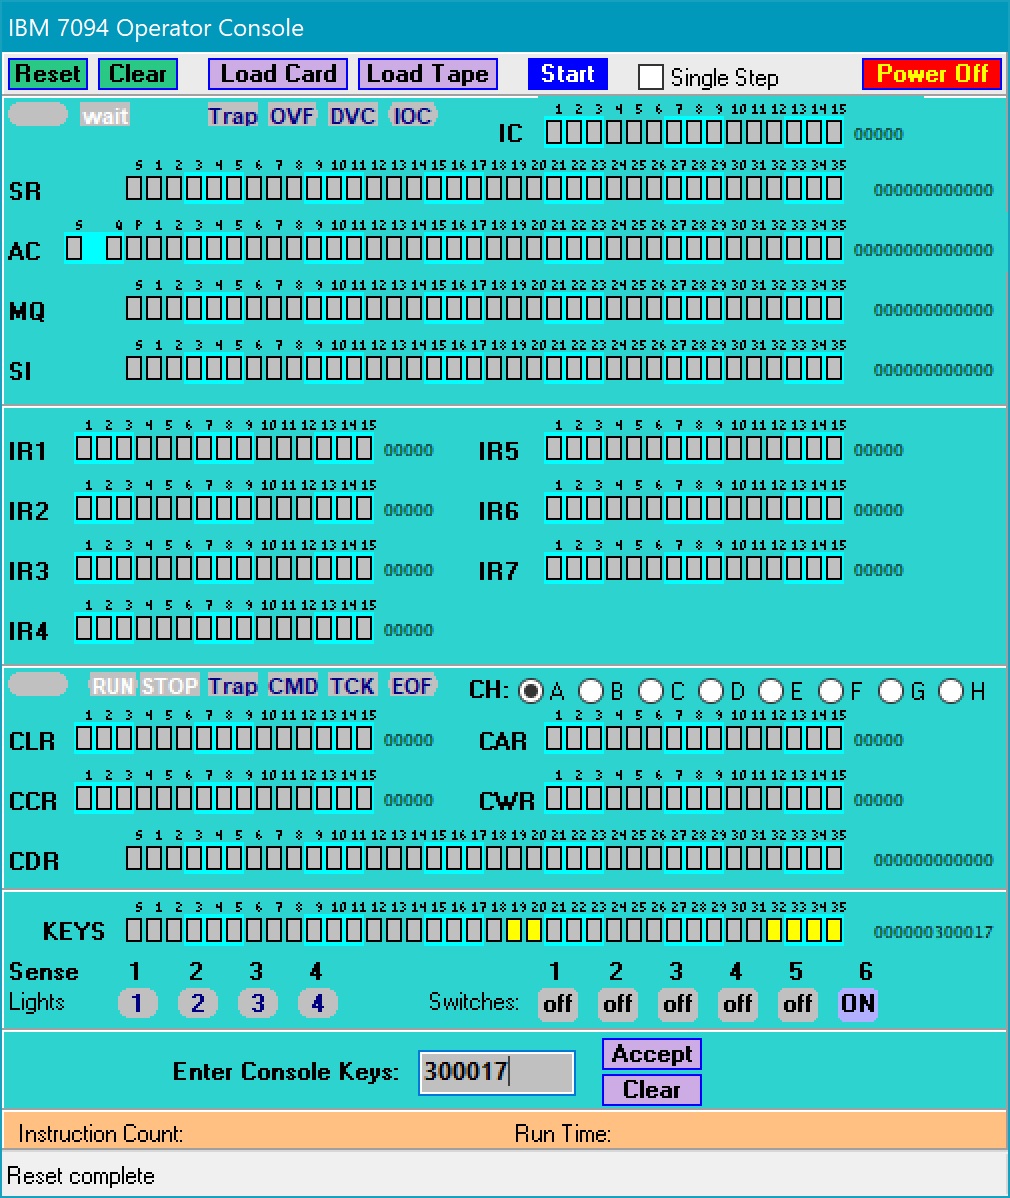 IBM 7094 Operator Console
Reset Clear Load Card Load Tape Start Single Step Power Off
wait Trap OVF DVC IOC
1 2 3 4 5 6 7 8 9 10 11 12 13 14 15
IC 00000
S 1 2 3 4 5 6 7 8 9 10 11 12 13 14 15 16 17 18 19 20 21 22 23 24 25 26 27 28 29 30 31 32 33 34 35
SR 000000000000
S Q P 1 2 3 4 5 6 7 8 9 10 11 12 13 14 15 16 17 18 19 20 21 22 23 24 25 26 27 28 29 30 31 32 33 34 35
AC 000000000000
S 1 2 3 4 5 6 7 8 9 10 11 12 13 14 15 16 17 18 19 20 21 22 23 24 25 26 27 28 29 30 31 32 33 34 35
MQ 000000000000
S 1 2 3 4 5 6 7 8 9 10 11 12 13 14 15 16 17 18 19 20 21 22 23 24 25 26 27 28 29 30 31 32 33 34 35
SI 000000000000
1 2 3 4 5 6 7 8 9 10 11 12 13 14 15 1 2 3 4 5 6 7 8 9 10 11 12 13 14 15
IR1 00000 IR5 00000
1 2 3 4 5 6 7 8 9 10 11 12 13 14 15 1 2 3 4 5 6 7 8 9 10 11 12 13 14 15
IR2 00000 IR6 00000
1 2 3 4 5 6 7 8 9 10 11 12 13 14 15 1 2 3 4 5 6 7 8 9 10 11 12 13 14 15
IR3 00000 IR7 00000
1 2 3 4 5 6 7 8 9 10 11 12 13 14 15
IR4 00000
RUN STOP Trap CMD TCK EOF CH: A B C D E F G H
1 2 3 4 5 6 7 8 9 10 11 12 13 14 15 1 2 3 4 5 6 7 8 9 10 11 12 13 14 15
CLR 00000 CAR 00000
1 2 3 4 5 6 7 8 9 10 11 12 13 14 15 1 2 3 4 5 6 7 8 9 10 11 12 13 14 15
CCR 00000 CWR 00000
S 1 2 3 4 5 6 7 8 9 10 11 12 13 14 15 16 17 18 19 20 21 22 23 24 25 26 27 28 29 30 31 32 33 34 35
CDR 000000000000
S 1 2 3 4 5 6 7 8 9 10 11 12 13 14 15 16 17 18 19 20 21 22 23 24 25 26 27 28 29 30 31 32 33 34 35
KEYS 000000300017
Sense 1 2 3 4 1 2 3 4 5 6
Lights 1 2 3 4 Switches: off off off off off ON
Enter Console Keys: 300017 Accept
Clear
Instruction Count: Run Time:
Reset complete